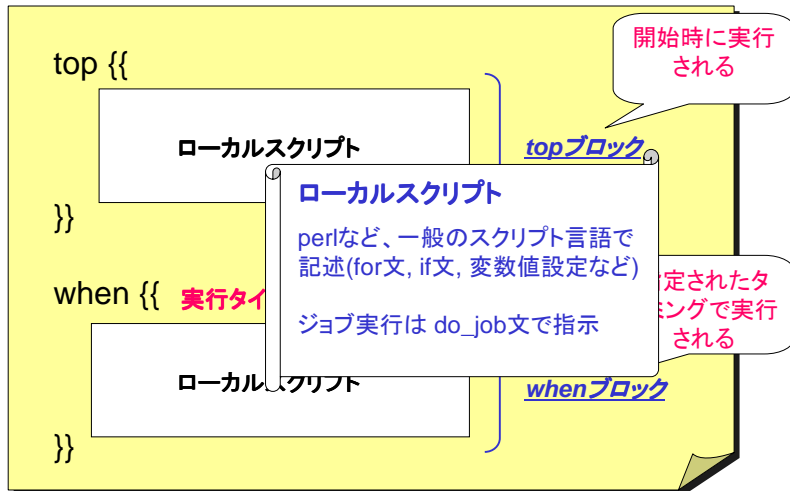 開始時に実行
される
top {{
ローカルスクリプト
topブロック
}}
ローカルスクリプト
perlなど、一般のスクリプト言語で
記述(for文, if文, 変数値設定など)
ジョブ実行は do_job文で指示
when {{ 実行タイ
定されたタ
ミングで実行
される
ローカルスクリプト
whenブロック
}}